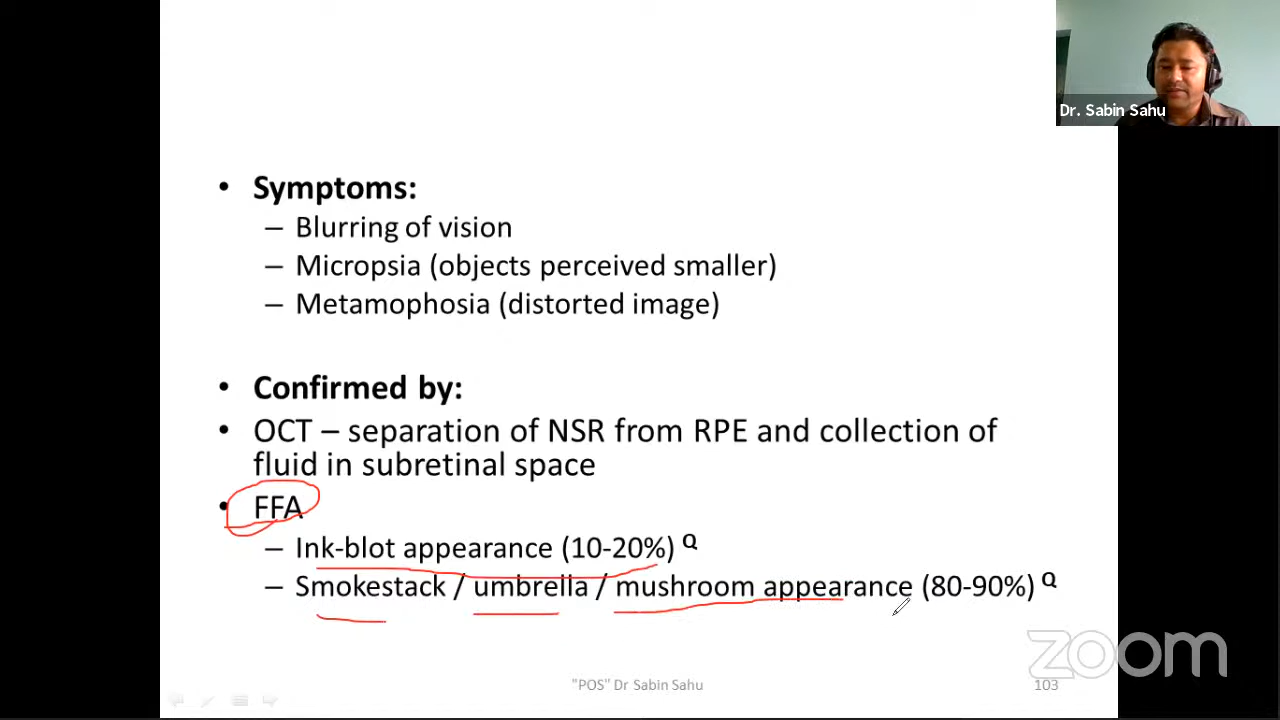 Dr. Sabin Sahu
• Symptoms:
– Blurring of vision
– Micropsia (objects perceived smaller)
– Metamophosia (distorted image)
• Confirmed by:
• OCT – separation of NSR from RPE and collection of
fluid in subretinal space
• FFA
– Ink-blot appearance (10-20%) Q
– Smokestack / umbrella / mushroom appearance (80-90%) Q
zoom
"POS" Dr Sabin Sahu
103